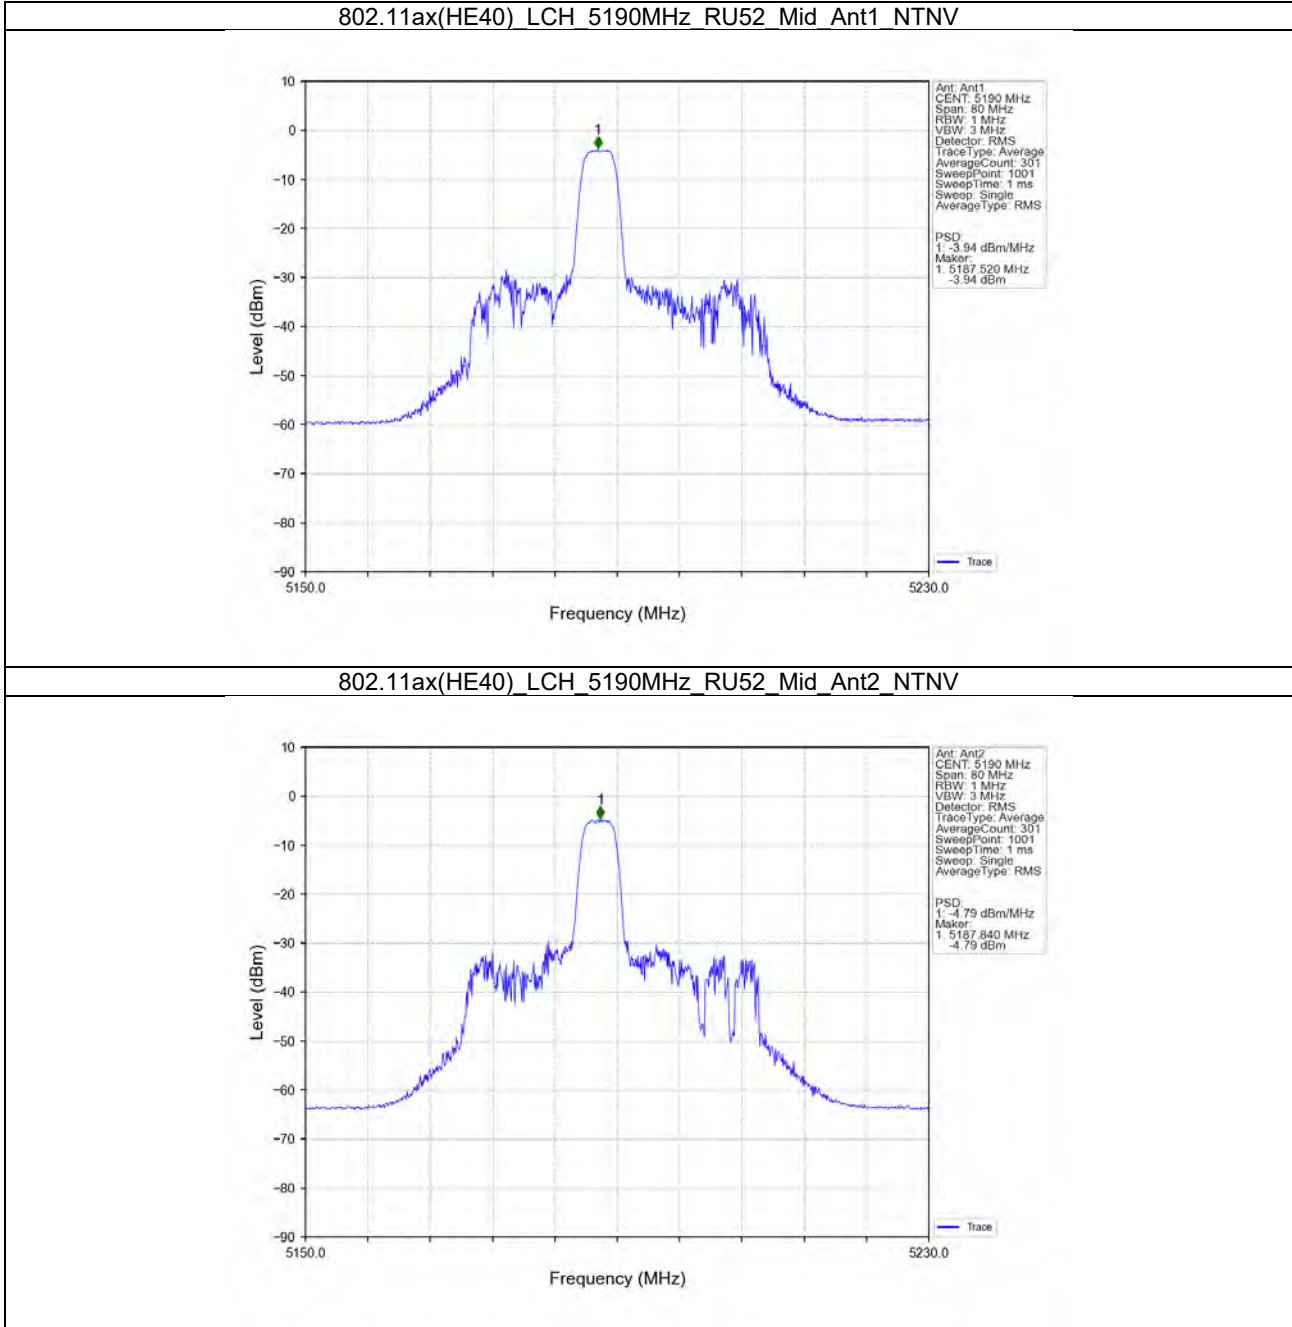 802.11ax(HE40)_LCH_5190MHz_RU52_Mid_Ant1_NTNV
10
0
−10
−20
−30
−40
−50
−60
−70
−80
−90
Level (dBm)
1
5150.0
5230.0
Frequency (MHz)
Ant: Ant1
CENT: 5190 MHz
Span: 80 MHz
RBW: 1 MHz
VBW: 3 MHz
Detector: RMS
TraceType: Average
AverageCount: 301
SweepPoint: 1001
SweepTime: 1 ms
Sweep: Single
AverageType: RMS
PSD:
1: -3.94 dBm/MHz
Maker:
1. 5187.520 MHz
-3.94 dBm
Trace
802.11ax(HE40)_LCH_5190MHz_RU52_Mid_Ant2_NTNV
10
0
−10
−20
−30
−40
−50
−60
−70
−80
−90
Level (dBm)
1
5150.0
5230.0
Frequency (MHz)
Ant: Ant2
CENT: 5190 MHz
Span: 80 MHz
RBW: 1 MHz
VBW: 3 MHz
Detector: RMS
TraceType: Average
AverageCount: 301
SweepPoint: 1001
SweepTime: 1 ms
Sweep: Single
AverageType: RMS
PSD:
1: -4.79 dBm/MHz
Maker:
1. 5187.840 MHz
-4.79 dBm
Trace